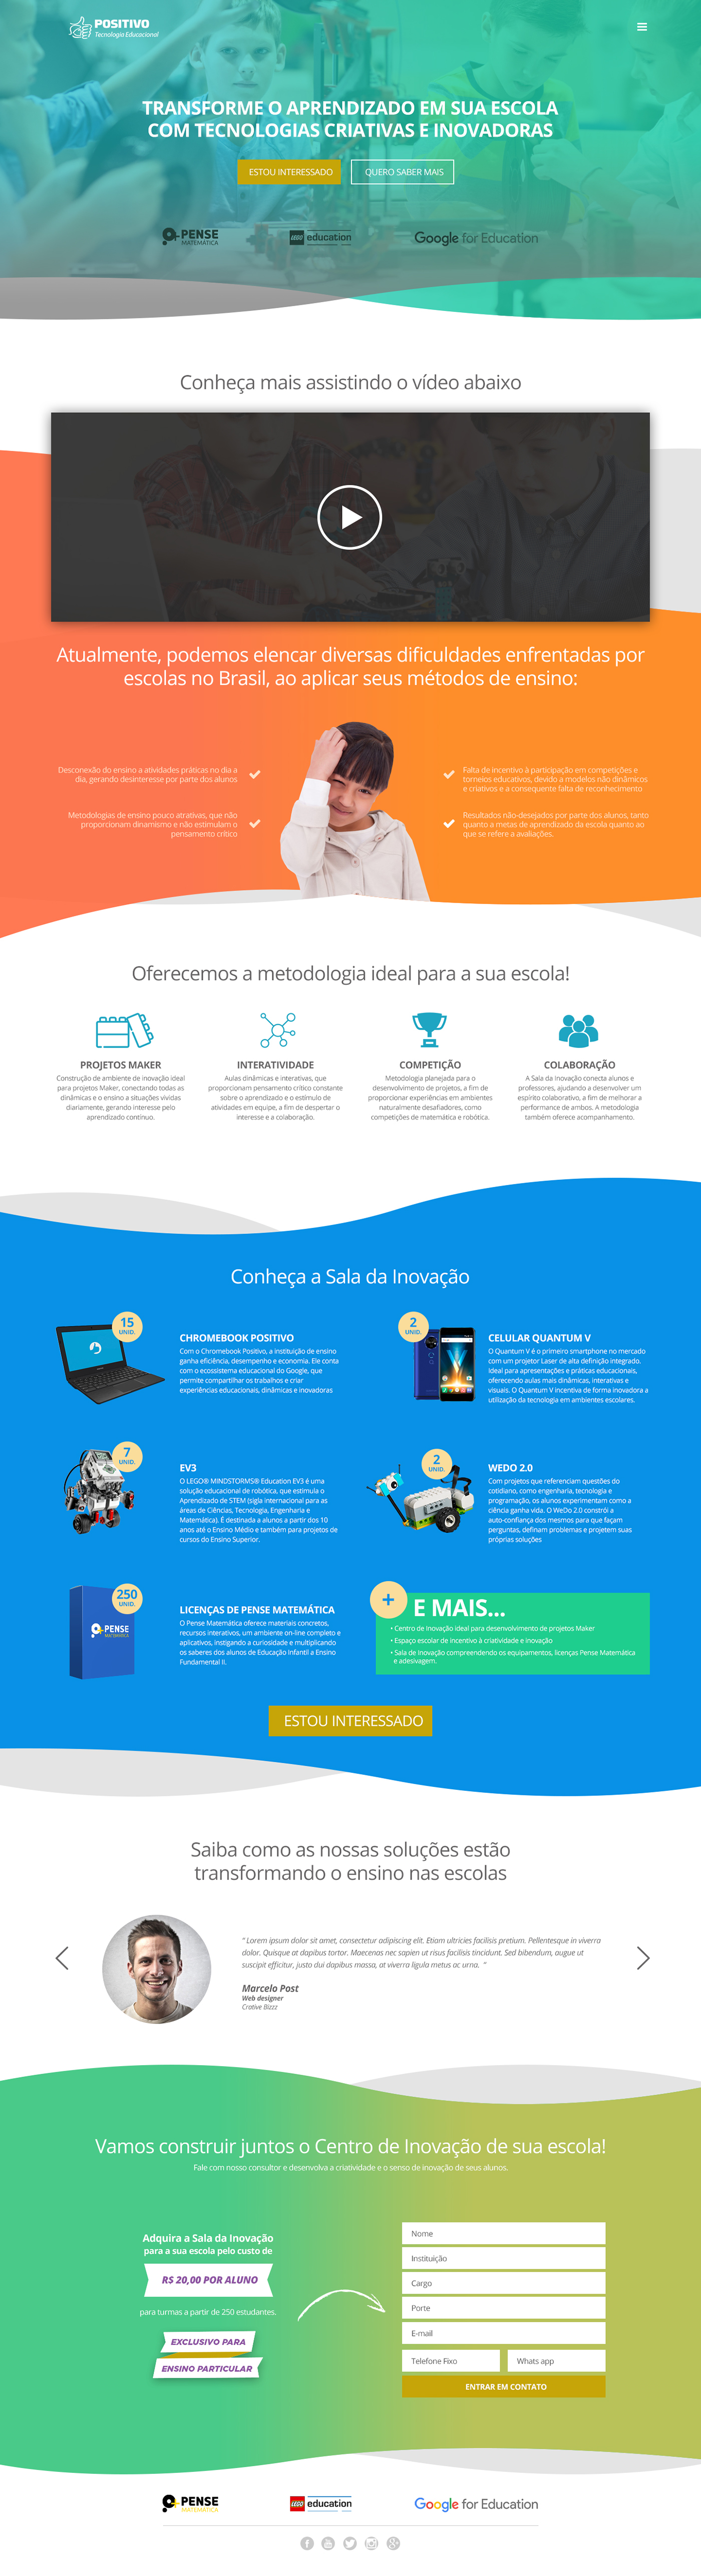 POSITIVO
Tecnologia Educacional
TRANSFORME O APRENDIZADO EM SUA ESCOLA
COM TECNOLOGIAS CRIATIVAS E INOVADORAS
ESTOU INTERESSADO
QUERO SABER MAIS
PENSE
MATEMÁTICA
LEGO education
Google for Education
Conheça mais assistindo o vídeo abaixo
Atualmente, podemos elencar diversas dificuldades enfrentadas por
escolas no Brasil, ao aplicar seus métodos de ensino:
Desconexão do ensino a atividades práticas no dia a
dia, gerando desinteresse por parte dos alunos
Metodologias de ensino pouco atrativas, que não
proporcionam dinamismo e não estimulam o
pensamento crítico
Falta de incentivo à participação em competições e
torneios educativos, devido a modelos não dinâmicos
e criativos e a consequente falta de reconhecimento
Resultados não-desejados por parte dos alunos, tanto
quanto a metas de aprendizado da escola quanto ao
que se refere a avaliações.
Oferecemos a metodologia ideal para a sua escola!
PROJETOS MAKER
Construção de ambiente de inovação ideal
para projetos Maker, conectando todas as
dinâmicas e o ensino a situações vividas
diariamente, gerando interesse pelo
aprendizado contínuo.
INTERATIVIDADE
Aulas dinâmicas e interativas, que
proporcionam pensamento crítico constante
sobre o aprendizado e o estímulo de
atividades em equipe, a fim de despertar o
interesse e a colaboração.
COMPETIÇÃO
Metodologia planejada para o
desenvolvimento de projetos, a fim de
proporcionar experiências em ambientes
naturalmente desafiadores, como
competições de matemática e robótica.
COLABORAÇÃO
A Sala da Inovação conecta alunos e
professores, ajudando a desenvolver um
espírito colaborativo, a fim de melhorar a
performance de ambos. A metodologia
também oferece acompanhamento.
Conheça a Sala da Inovação
15
UNID.
CHROMEBOOK POSITIVO
Com o Chromebook Positivo, a instituição de ensino
ganha eficiência, desempenho e economia. Ele conta
com o ecossistema educacional do Google, que
permite compartilhar os trabalhos e criar
experiências educacionais, dinâmicas e inovadoras
2
UNID.
CELULAR QUANTUM V
O Quantum V é o primeiro smartphone no mercado
com um projetor Laser de alta definição integrado.
Ideal para apresentações e práticas educacionais,
oferecendo aulas mais dinâmicas, interativas e
visuais. O Quantum V incentiva de forma inovadora a
utilização da tecnologia em ambientes escolares.
7
UNID.
EV3
O LEGO® MINDSTORMS® Education EV3 é uma
solução educacional de robótica, que estimula o
Aprendizado de STEM (sigla internacional para as
áreas de Ciências, Tecnologia, Engenharia e
Matemática). É destinada a alunos a partir dos 10
anos até o Ensino Médio e também para projetos de
cursos do Ensino Superior.
2
UNID.
WEDO 2.0
Com projetos que referenciam questões do
cotidiano, como engenharia, tecnologia e
programação, os alunos experimentam como a
ciência ganha vida. O WeDo 2.0 constrói a
auto-confiança dos mesmos para que façam
perguntas, definam problemas e projetem suas
próprias soluções
250
UNID.
PENSE
MATEMÁTICA
LICENÇAS DE PENSE MATEMÁTICA
O Pense Matemática oferece materiais concretos,
recursos interativos, um ambiente on-line completo e
aplicativos, instigando a curiosidade e multiplicando
os saberes dos alunos de Educação Infantil a Ensino
Fundamental II.
+
E MAIS...
• Centro de Inovação ideal para desenvolvimento de projetos Maker
• Espaço escolar de incentivo à criatividade e inovação
• Sala de Inovação compreendendo os equipamentos, licenças Pense Matemática
e adesivagem.
ESTOU INTERESSADO
Saiba como as nossas soluções estão
transformando o ensino nas escolas
" Lorem ipsum dolor sit amet, consectetur adipiscing elit. Etiam ultricies facilisis pretium. Pellentesque in viverra
dolor. Quisque at dapibus tortor. Maecenas nec sapien ut risus facilisis tincidunt. Sed bibendum, augue ut
suscipit efficitur, justo dui dapibus massa, at viverra ligula metus ac urna. "
Marcelo Post
Web designer
Crative Bizzz
Vamos construir juntos o Centro de Inovação de sua escola!
Fale com nosso consultor e desenvolva a criatividade e o senso de inovação de seus alunos.
Adquira a Sala da Inovação
para a sua escola pelo custo de
R$ 20,00 POR ALUNO
para turmas a partir de 250 estudantes.
EXCLUSIVO PARA
ENSINO PARTICULAR
Nome
Instituição
Cargo
Porte
E-mail
Telefone Fixo
Whats app
ENTRAR EM CONTATO
PENSE
MATEMÁTICA
LEGO education
Google for Education